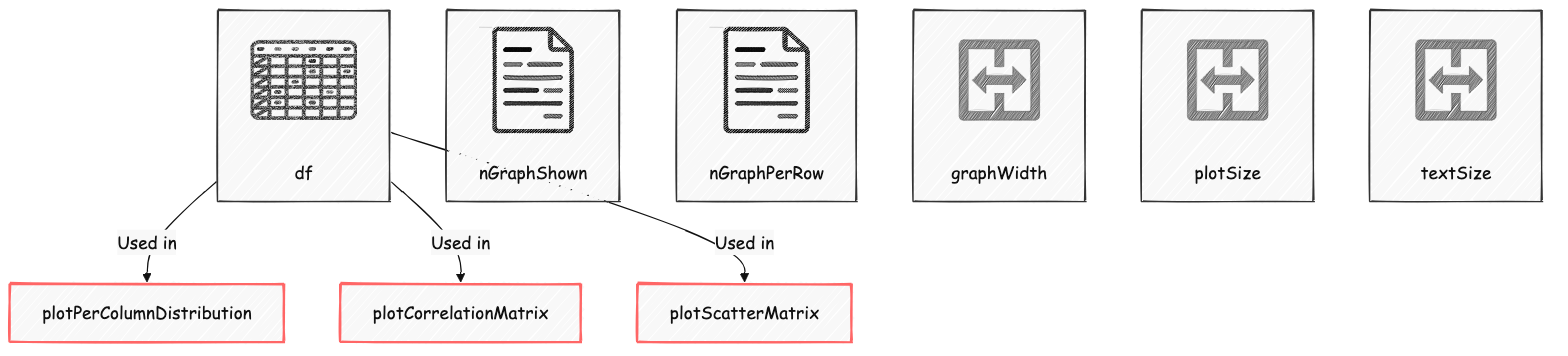 df
nGraphShown
nGraphPerRow
graphWidth
plotSize
textSize
Used in
Used in
Used in
plotPerColumnDistribution
plotCorrelationMatrix
plotScatterMatrix